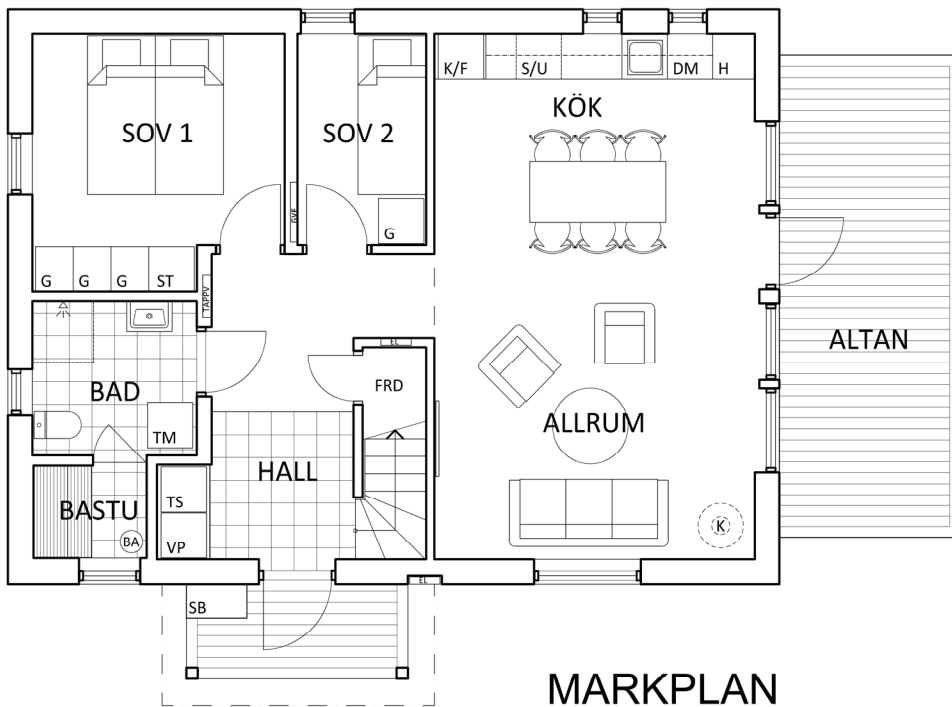 K/F
S/U
DM
H
KÖK
SOV 1
SOV 2
GVF
G
G
G
G
ST
TAPPV
EL
ALTAN
FRD
BAD
ALLRUM
TM
HALL
BASTU
TS
K
BA
VP
EL
SB
MARKPLAN